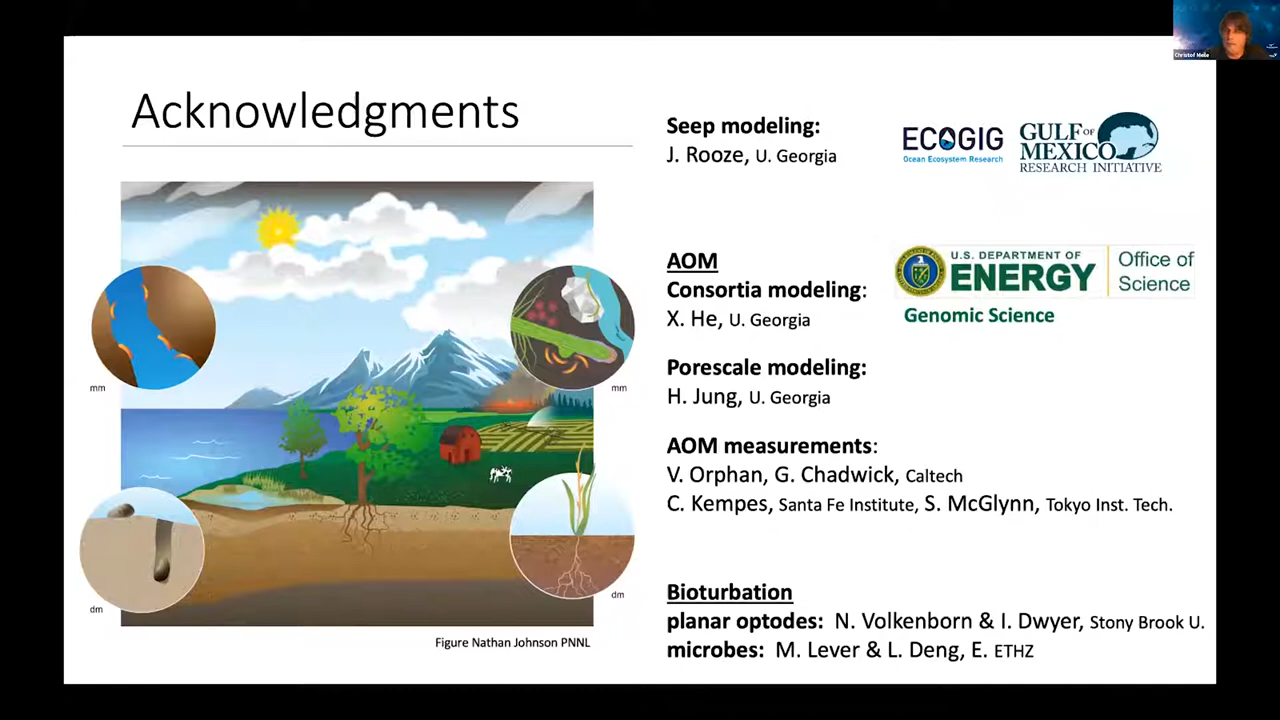 Christof Meile
Acknowledgments
Seep modeling:
J. Rooze, U. Georgia
ECOGIG
Ocean Ecosystem Research
GULF OF
MEXICO
RESEARCH INITIATIVE
AOM
Consortia modeling:
X. He, U. Georgia
U.S. DEPARTMENT OF
ENERGY
Office of
Science
Genomic Science
Porescale modeling:
H. Jung, U. Georgia
AOM measurements:
V. Orphan, G. Chadwick, Caltech
C. Kempes, Santa Fe Institute, S. McGlynn, Tokyo Inst. Tech.
Bioturbation
planar optodes: N. Volkenborn & I. Dwyer, Stony Brook U.
microbes: M. Lever & L. Deng, E. ETHZ
mm
mm
dm
dm
Figure Nathan Johnson PNNL